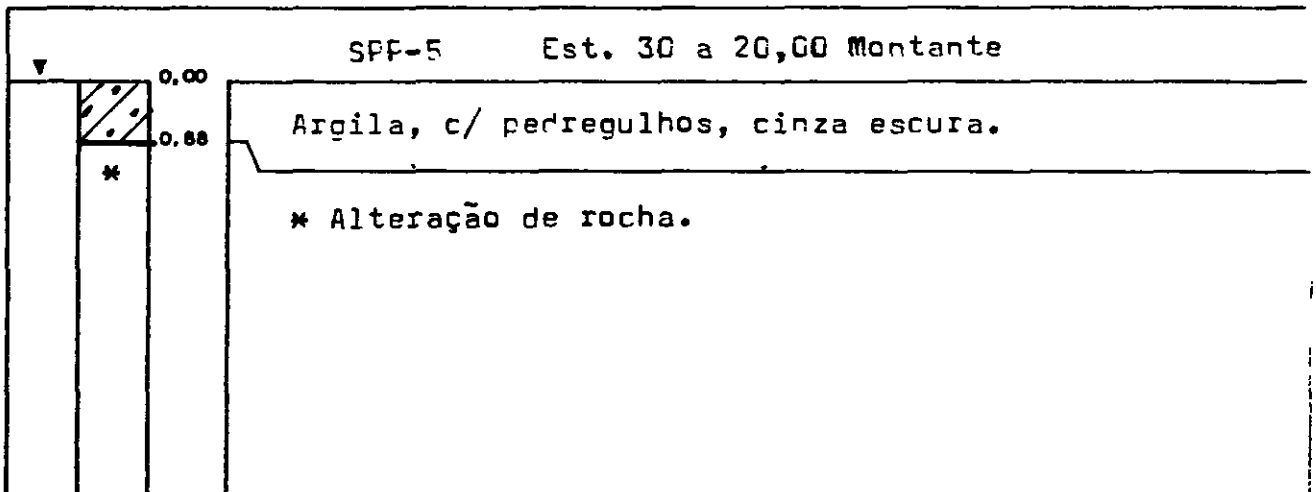 SPF-5 Est. 30 a 20,00 Montante
0,00
Argila, c/ pedregulhos, cinza escura.
0,88
*
* Alteração de rocha.